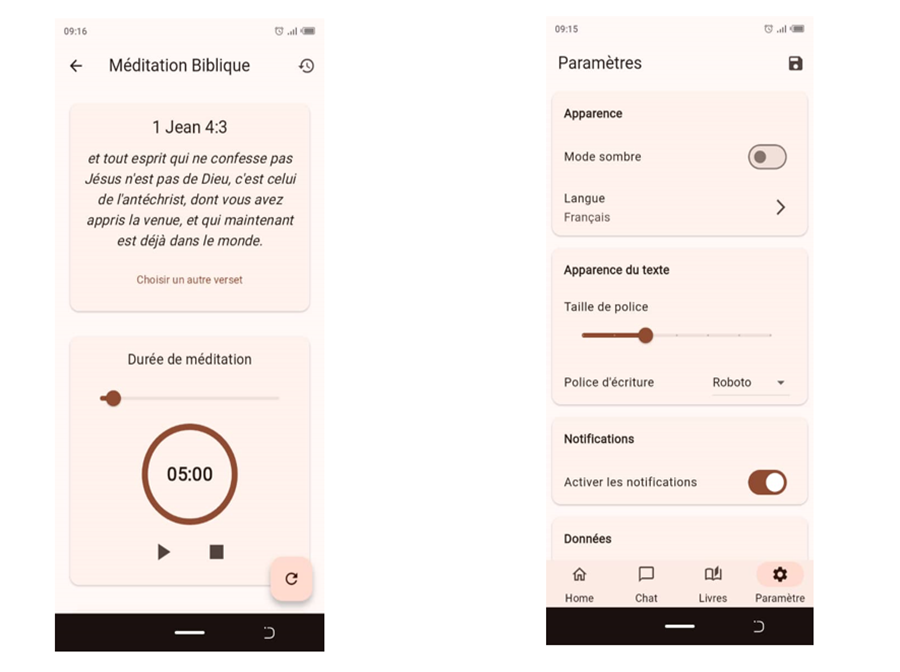 09:16
Méditation Biblique
1 Jean 4:3
et tout esprit qui ne confesse pas
Jésus n'est pas de Dieu, c'est celui
de l'antéchrist, dont vous avez
appris la venue, et qui maintenant
est déjà dans le monde.
Choisir un autre verset
Durée de méditation
05:00
09:15
Paramètres
Apparence
Mode sombre
Langue
Français
Apparence du texte
Taille de police
Police d'écriture Roboto
Notifications
Activer les notifications
Données
Home Chat Livres Paramètre